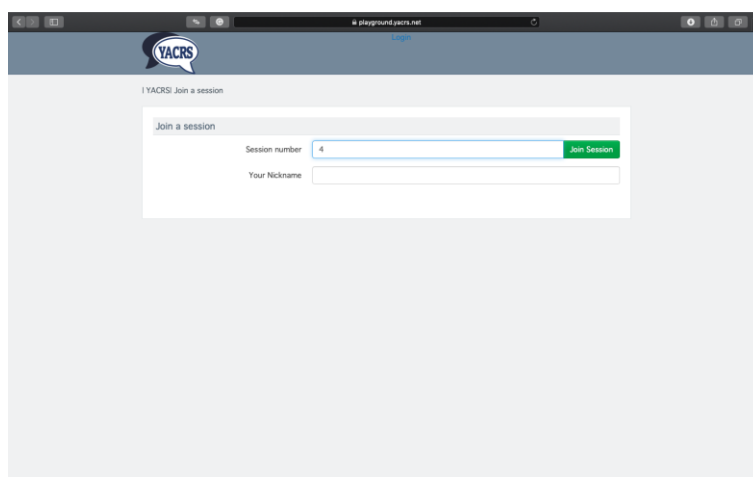 playground.yacrs.net
Login
YACRS
| YACRS| Join a session
Join a session
Session number 4 Join Session
Your Nickname